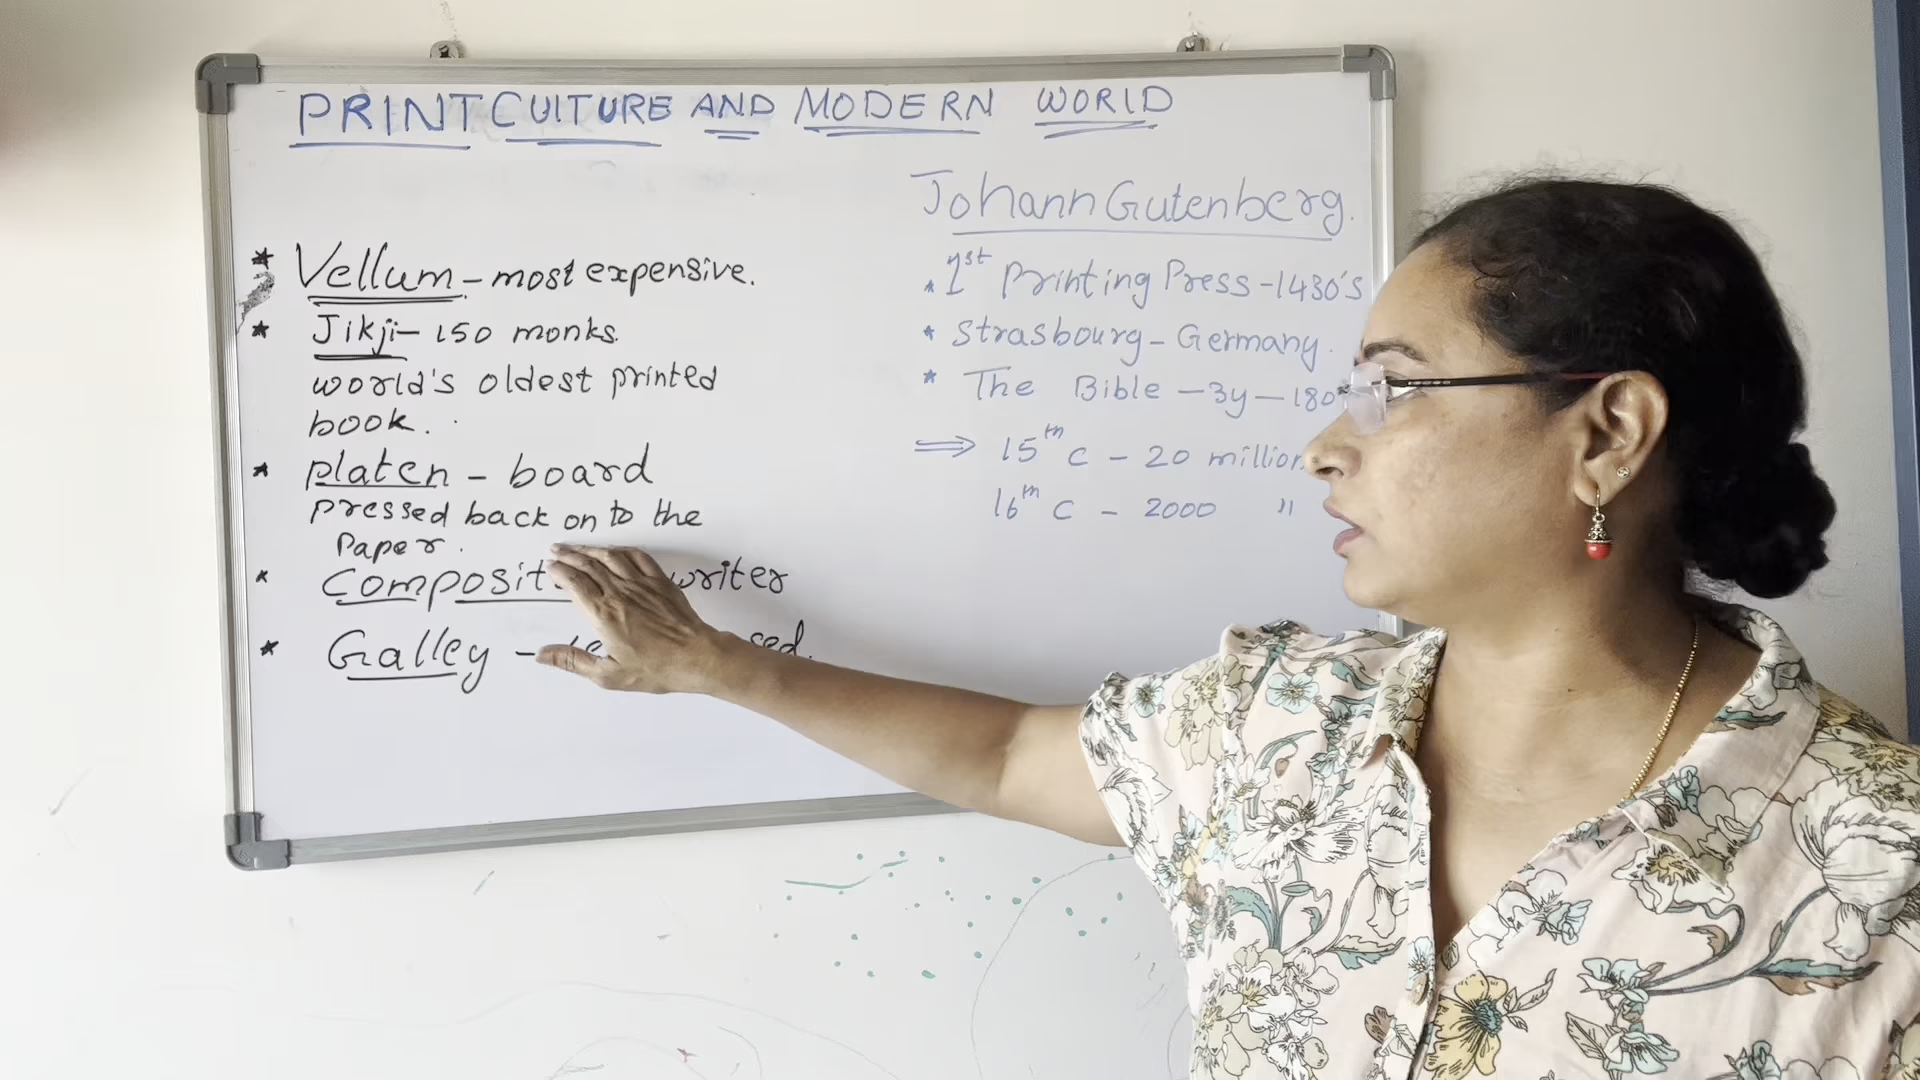 PRINT CULTURE AND MODERN WORLD
* Vellum - most expensive.
* Jikji - 150 monks.
world's oldest printed
book.
* Platen - board
pressed back on to the
Paper.
* writer
* Galley -
Johann Gutenberg.
* 1st Printing Press - 1430's
* Strasbourg - Germany.
* The Bible - 3y - 180
⇒ 15th C - 20 million
16th C - 2000 "